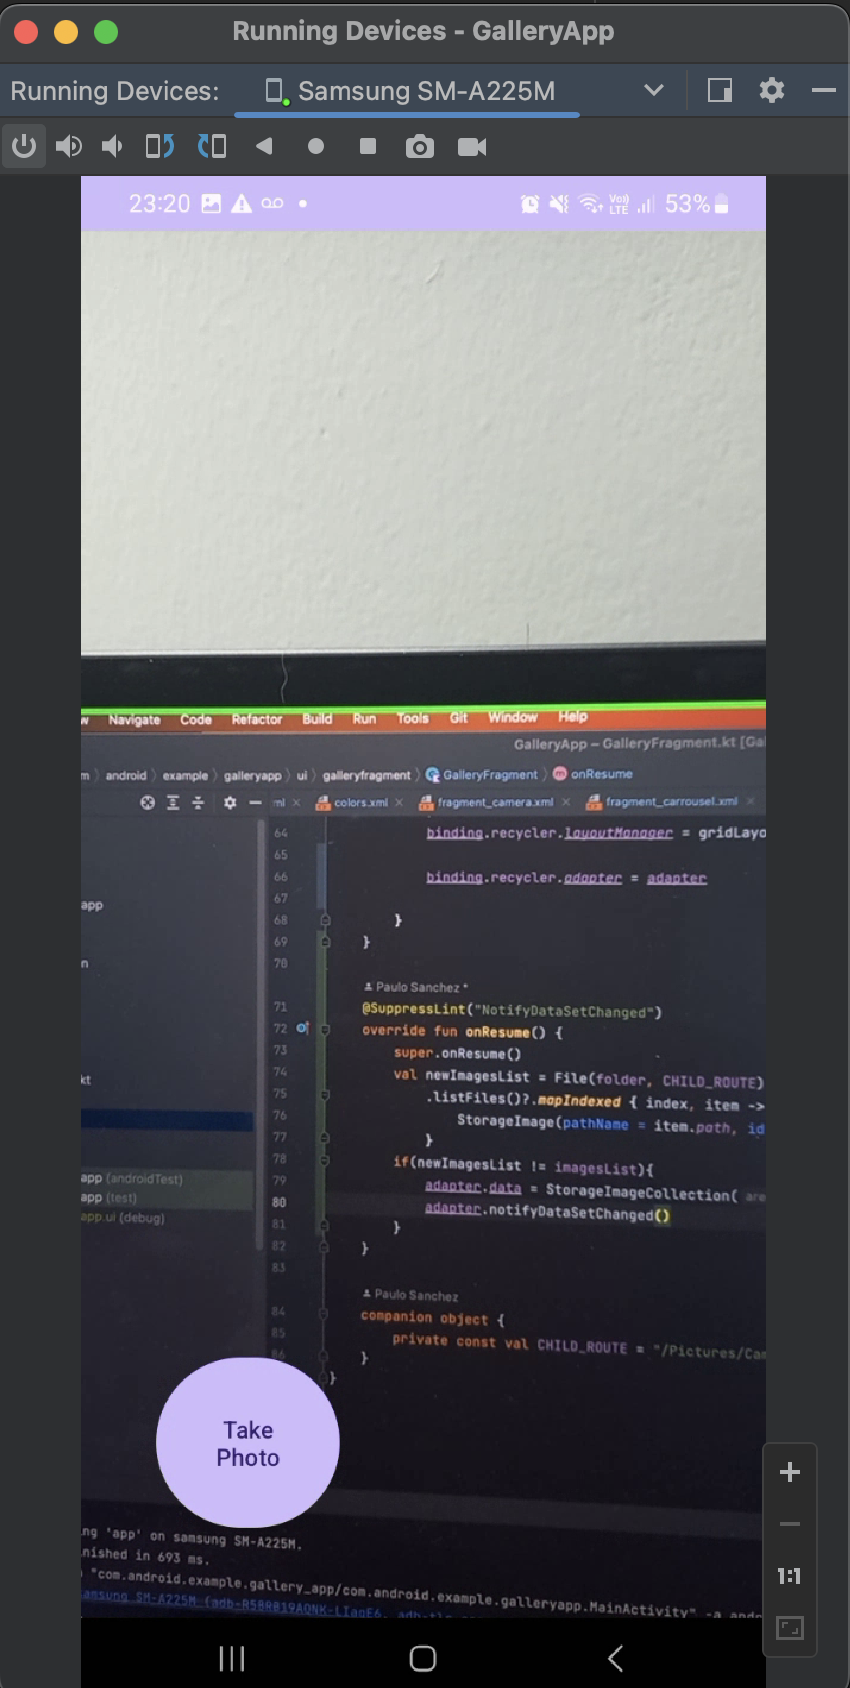 Running Devices - GalleryApp
Running Devices: Samsung SM-A225M
23:20 Vo)) LTE 53%
Navigate Code Refactor Build Run Tools Git Window Help
GalleryApp – GalleryFragment.kt [Ga
m 〉 android 〉 example 〉 galleryapp 〉 ui 〉 galleryfragment 〉 GalleryFragment 〉 m onResume
ml × colors.xml × fragment_camera.xml × fragment_carrousel.xml ×
64 binding.recycler.layoutManager = gridLayo
65
66 binding.recycler.adapter = adapter
67
app
68 }
69 }
n
70
Paulo Sanchez *
71 @SuppressLint("NotifyDataSetChanged")
72 override fun onResume() {
73 super.onResume()
kt
74 val newImagesList = File(folder, CHILD_ROUTE)
75 .listFiles()?.mapIndexed { index, item ->
76 StorageImage(pathName = item.path, id
77 }
78 if(newImagesList != imagesList){
app (androidTest)
79 adapter.data = StorageImageCollection( are
app (test)
80 adapter.notifyDataSetChanged()
app.ui (debug)
81 }
82 }
83
Paulo Sanchez
84 companion object {
85 private const val CHILD_ROUTE = "/Pictures/Cam
86 }
}
Take
Photo
ng 'app' on samsung SM-A225M.
nished in 693 ms.
"com.android.example.gallery_app/com.android.example.galleryapp.MainActivity" -a andr
samsung SM-A225M
1:1